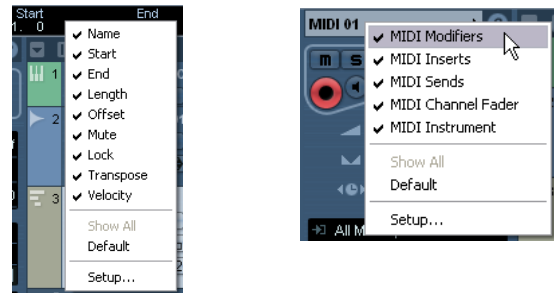 Start End
1. 0
✔ Name
✔ Start
1 ✔ End
✔ Length
✔ Offset
2 ✔ Mute
✔ Lock
✔ Transpose
3 ✔ Velocity
Show All
Default
Setup...
MIDI 01
✔ MIDI Modifiers
m s ✔ MIDI Inserts
✔ MIDI Sends
✔ MIDI Channel Fader
✔ MIDI Instrument
Show All
Default
Setup...
All M